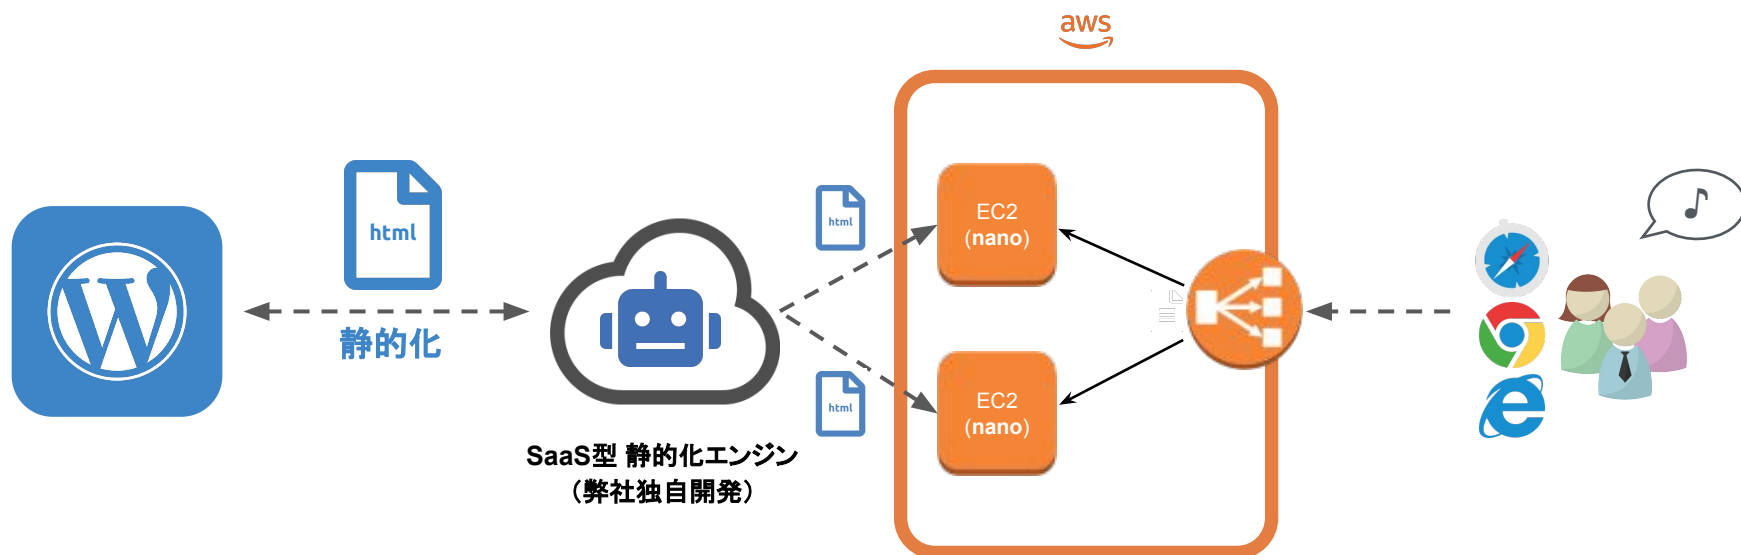 aws
html
静的化
html
EC2
(nano)
html
EC2
(nano)
SaaS型 静的化エンジン
（弊社独自開発）